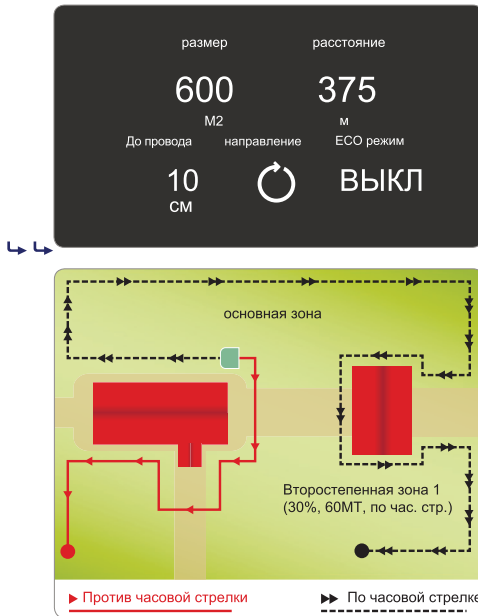 размер расстояние
600 375
М2 м
До провода направление ECO режим
10 ВЫКЛ
СМ
основная зона
Второстепенная зона 1
(30%, 60МТ, по час. стр.)
Против часовой стрелки По часовой стрелке